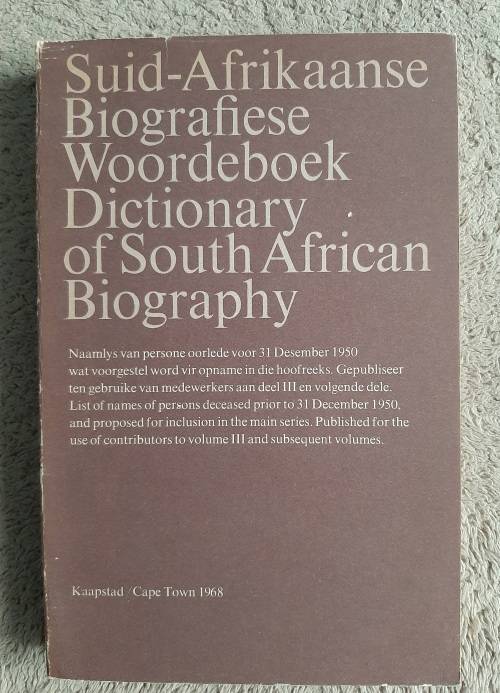 Suid-Afrikaanse
Biografiese
Woordeboek
Dictionary
of South African
Biography
Naamlys van persone oorlede voor 31 Desember 1950
wat voorgestel word vir opname in die hoofreeks. Gepubliseer
ten gebruike van medewerkers aan deel III en volgende dele.
List of names of persons deceased prior to 31 December 1950,
and proposed for inclusion in the main series. Published for the
use of contributors to volume III and subsequent volumes.
Kaapstad / Cape Town 1968